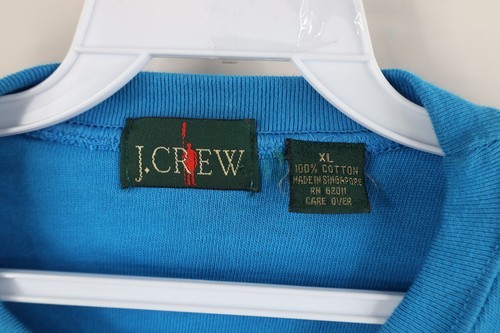 J.CREW
XL
100% COTTON
MADE IN SINGAPORE
RN 62011
CARE OVER